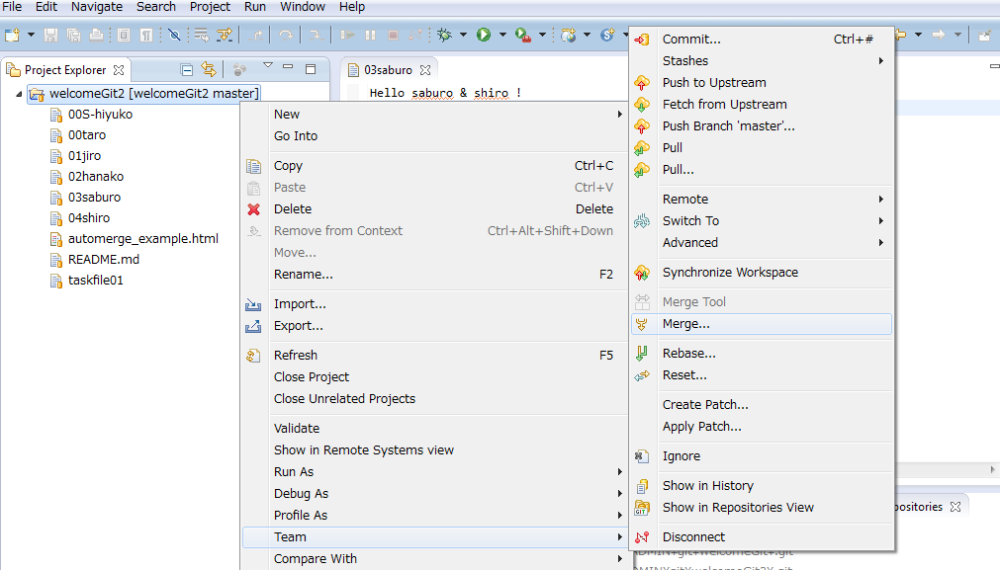 File Edit Navigate Search Project Run Window Help
Project Explorer
welcomeGit2 [welcomeGit2 master]
00S-hiyuko
00taro
01jiro
02hanako
03saburo
04shiro
automerge_example.html
README.md
taskfile01
03saburo
Hello saburo & shiro !
New
Go Into
Copy Ctrl+C
Paste Ctrl+V
Delete Delete
Remove from Context Ctrl+Alt+Shift+Down
Move...
Rename... F2
Import...
Export...
Refresh F5
Close Project
Close Unrelated Projects
Validate
Show in Remote Systems view
Run As
Debug As
Profile As
Team
Compare With
Commit... Ctrl+#
Stashes
Push to Upstream
Fetch from Upstream
Push Branch 'master'...
Pull
Pull...
Remote
Switch To
Advanced
Synchronize Workspace
Merge Tool
Merge...
Rebase...
Reset...
Create Patch...
Apply Patch...
Ignore
Show in History
Show in Repositories View
Disconnect